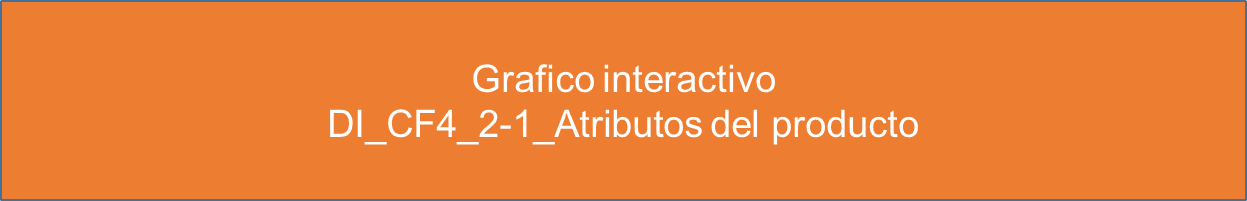 Grafico interactivo
DI_CF4_2-1_Atributos del producto